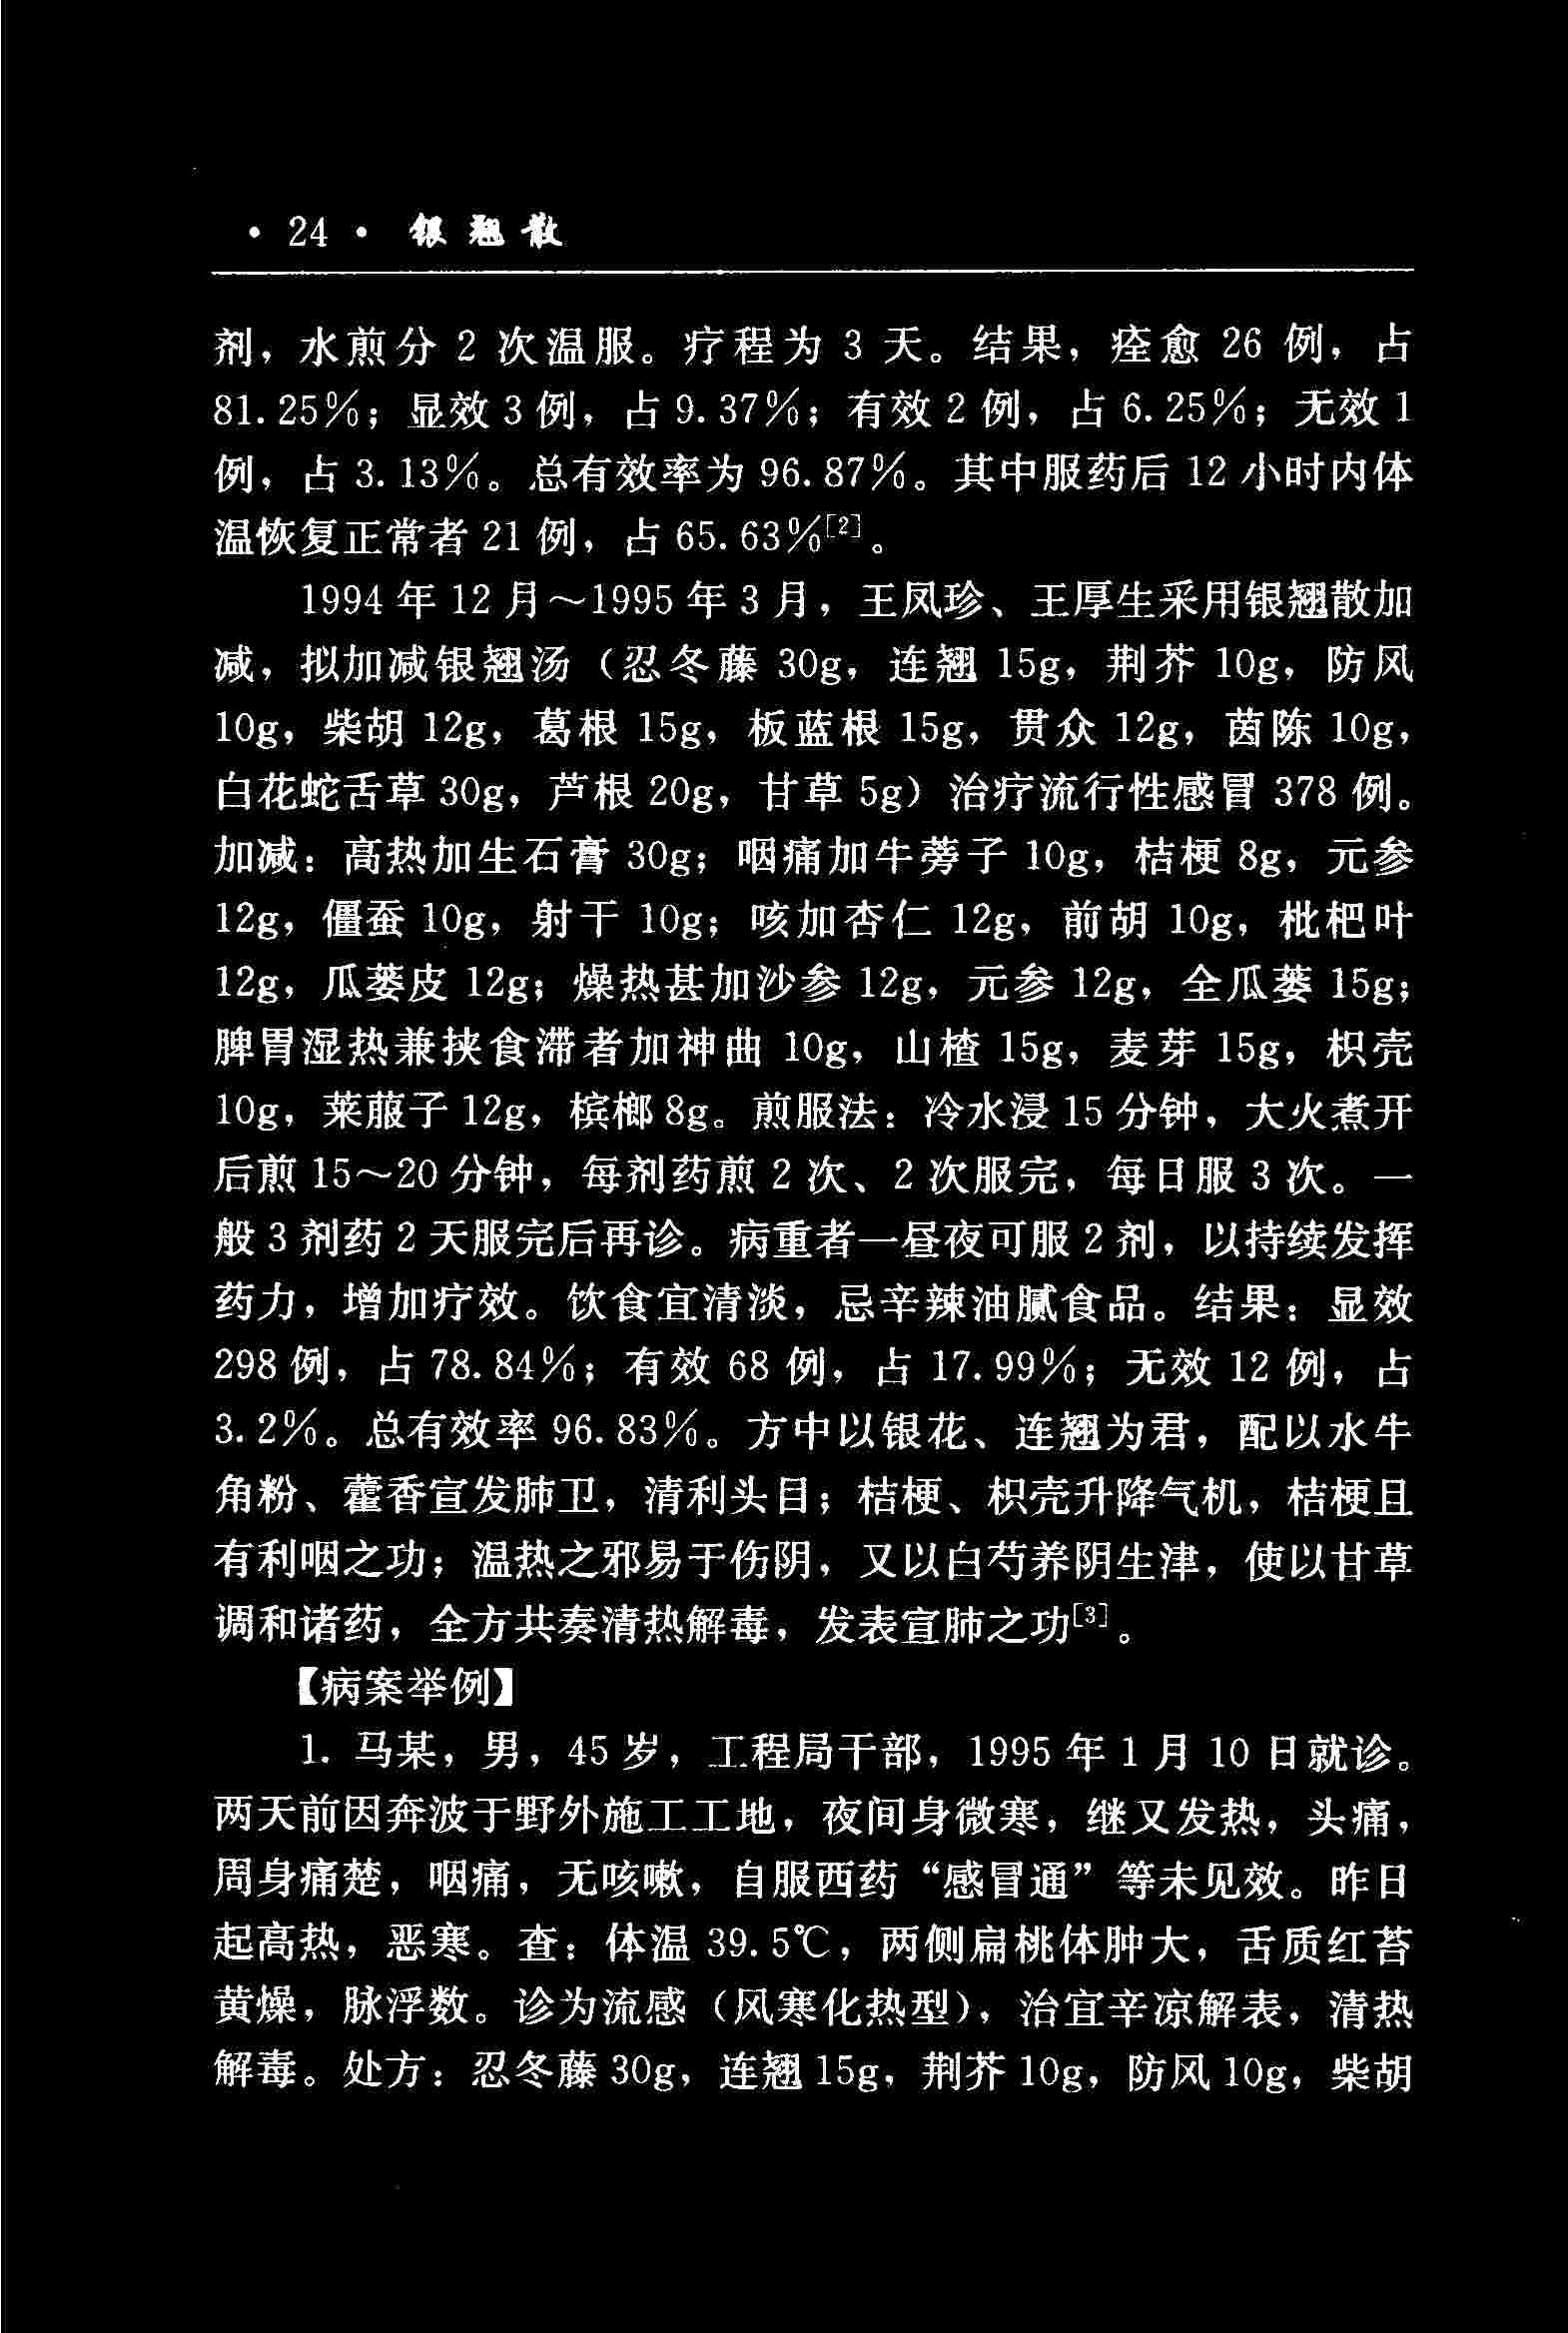 • 24 • 银翘散
剂，水煎分 2 次温服。疗程为 3 天。结果，痊愈 26 例，占
81.25%；显效 3 例，占 9.37%；有效 2 例，占 6.25%；无效 1
例，占 3.13%。总有效率为 96.87%。其中服药后 12 小时内体
温恢复正常者 21 例，占 65.63%[2]。
1994 年 12 月～1995 年 3 月，王凤珍、王厚生采用银翘散加
减，拟加减银翘汤（忍冬藤 30g，连翘 15g，荆芥 10g，防风
10g，柴胡 12g，葛根 15g，板蓝根 15g，贯众 12g，茵陈 10g，
白花蛇舌草 30g，芦根 20g，甘草 5g）治疗流行性感冒 378 例。
加减：高热加生石膏 30g；咽痛加牛蒡子 10g，桔梗 8g，元参
12g，僵蚕 10g，射干 10g；咳加杏仁 12g，前胡 10g，枇杷叶
12g，瓜蒌皮 12g；燥热甚加沙参 12g，元参 12g，全瓜蒌 15g；
脾胃湿热兼挟食滞者加神曲 10g，山楂 15g，麦芽 15g，枳壳
10g，莱菔子 12g，槟榔 8g。煎服法：冷水浸 15 分钟，大火煮开
后煎 15～20 分钟，每剂药煎 2 次、2 次服完，每日服 3 次。一
般 3 剂药 2 天服完后再诊。病重者一昼夜可服 2 剂，以持续发挥
药力，增加疗效。饮食宜清淡，忌辛辣油腻食品。结果：显效
298 例，占 78.84%；有效 68 例，占 17.99%；无效 12 例，占
3.2%。总有效率 96.83%。方中以银花、连翘为君，配以水牛
角粉、藿香宣发肺卫，清利头目；桔梗、枳壳升降气机，桔梗且
有利咽之功；温热之邪易于伤阴，又以白芍养阴生津，使以甘草
调和诸药，全方共奏清热解毒，发表宣肺之功[3]。
【病案举例】
1. 马某，男，45 岁，工程局干部，1995 年 1 月 10 日就诊。
两天前因奔波于野外施工工地，夜间身微寒，继又发热，头痛，
周身痛楚，咽痛，无咳嗽，自服西药“感冒通”等未见效。昨日
起高热，恶寒。查：体温 39.5℃，两侧扁桃体肿大，舌质红苔
黄燥，脉浮数。诊为流感（风寒化热型），治宜辛凉解表，清热
解毒。处方：忍冬藤 30g，连翘 15g，荆芥 10g，防风 10g，柴胡